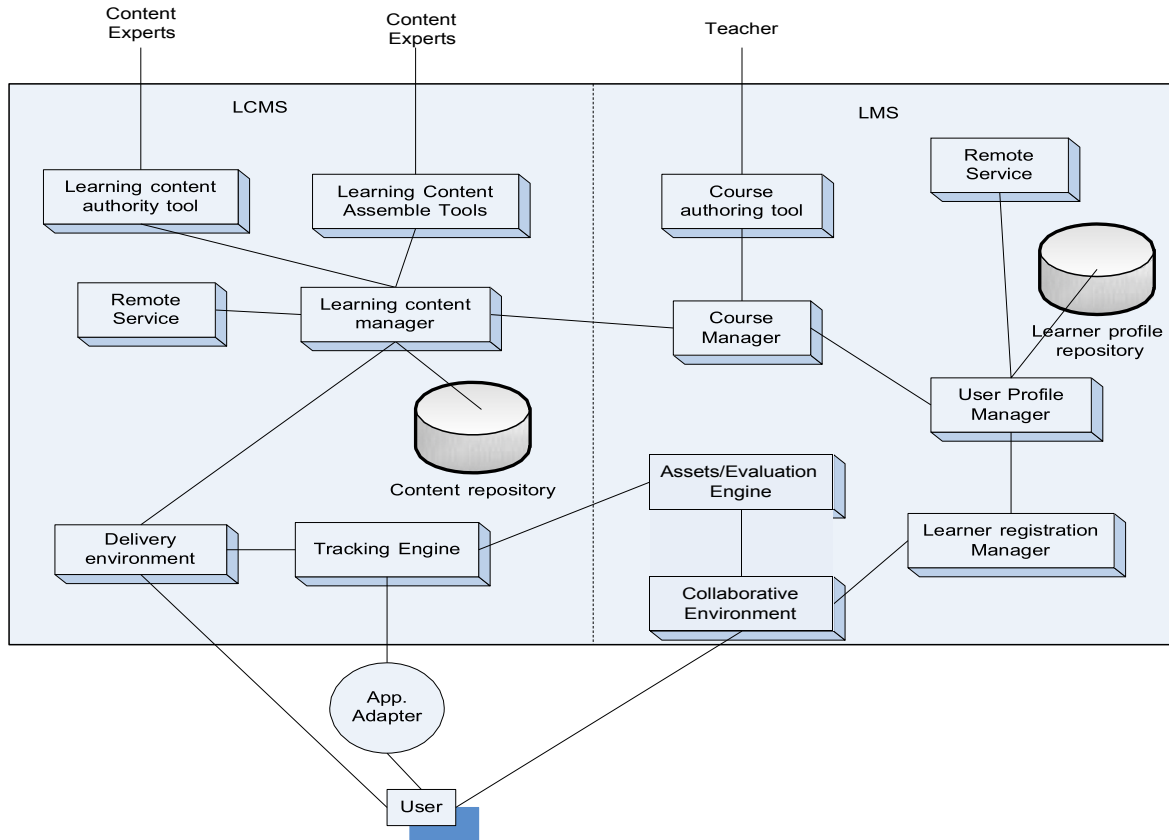 Content
Experts
Content
Experts
Teacher
LCMS
LMS
Learning content
authority tool
Learning Content
Assemble Tools
Course
authoring tool
Remote
Service
Remote
Service
Learning content
manager
Course
Manager
Learner profile
repository
User Profile
Manager
Content repository
Assets/Evaluation
Engine
Delivery
environment
Tracking Engine
Learner registration
Manager
Collaborative
Environment
App.
Adapter
User